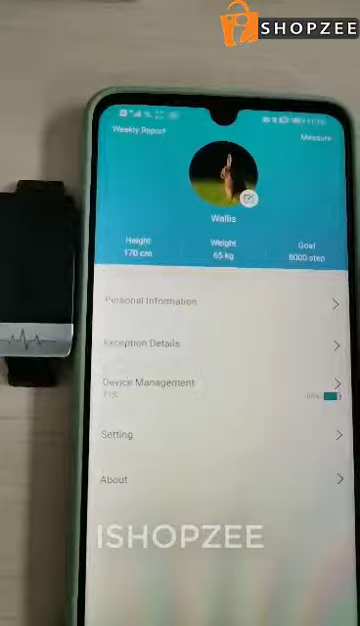 ISHOPZEE
Weekly Report
Measure
Wallis
Height
Weight
Goal
170 cm
65 kg
8000 step
Personal Information
Exception Details
Device Management
Setting
About
ISHOPZEE